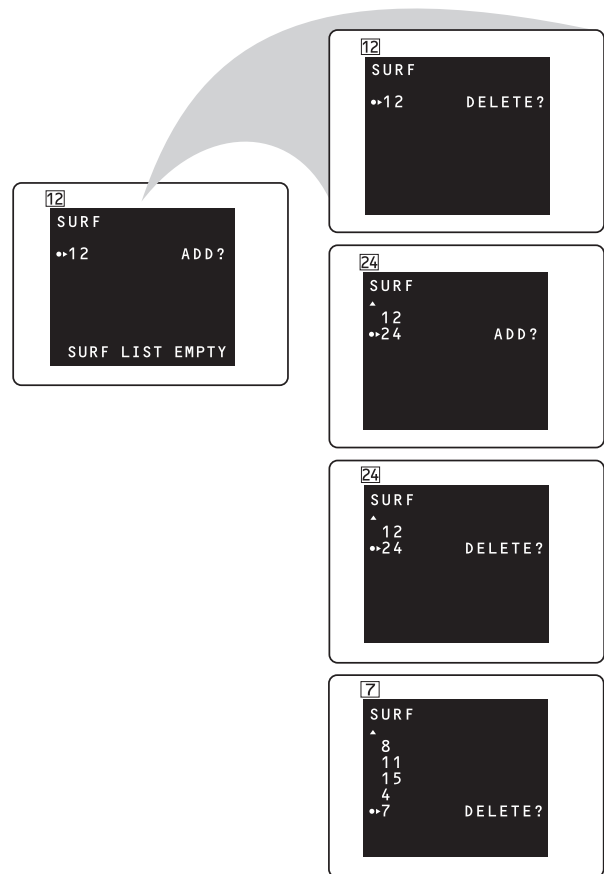 12
SURF
●►12 ADD?
SURF LIST EMPTY
12
SURF
●►12 DELETE?
24
SURF
▲
12
●►24 ADD?
24
SURF
▲
12
●►24 DELETE?
7
SURF
▲
8
11
15
4
●►7 DELETE?